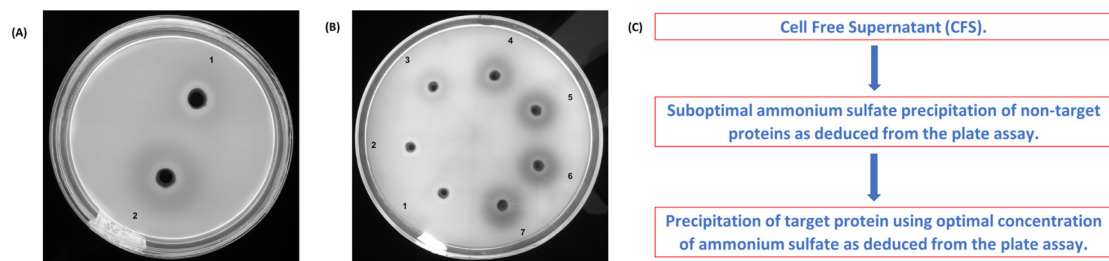 (A)
1
2
(B)
1
2
3
4
5
6
7
(C)
Cell Free Supernatant (CFS).
Suboptimal ammonium sulfate precipitation of non-target
proteins as deduced from the plate assay.
Precipitation of target protein using optimal concentration
of ammonium sulfate as deduced from the plate assay.